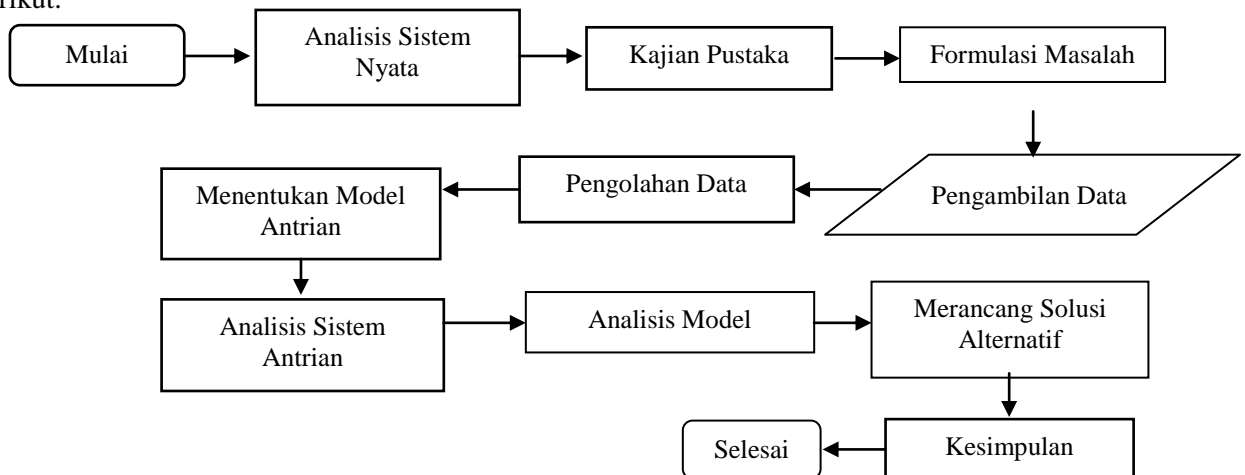 rikut:
Mulai
Analisis Sistem
Nyata
Kajian Pustaka
Formulasi Masalah
Pengambilan Data
Pengolahan Data
Menentukan Model
Antrian
Analisis Sistem
Antrian
Analisis Model
Merancang Solusi
Alternatif
Kesimpulan
Selesai